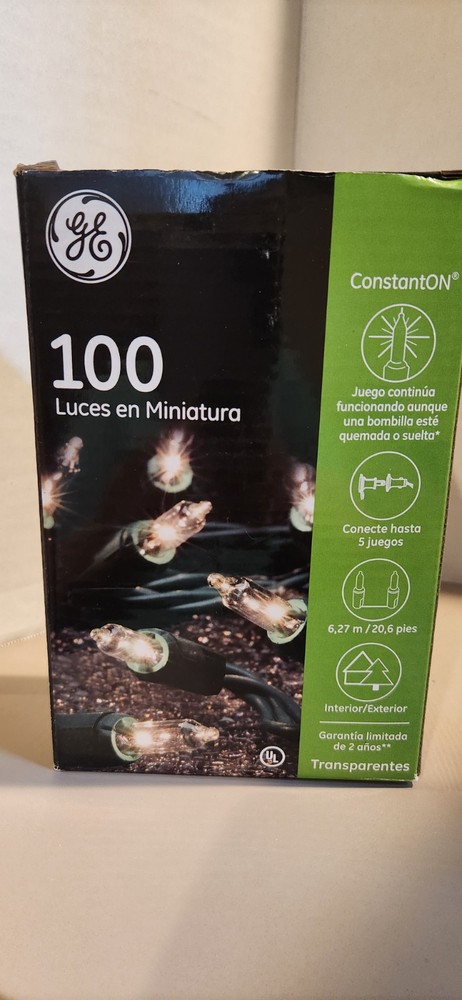 GE
100
Luces en Miniatura
ConstantON®
Juego continúa
funcionando aunque
una bombilla esté
quemada o suelta*
Conecte hasta
5 juegos
6,27 m / 20,6 pies
Interior/Exterior
Garantía limitada
de 2 años**
Transparentes
UL